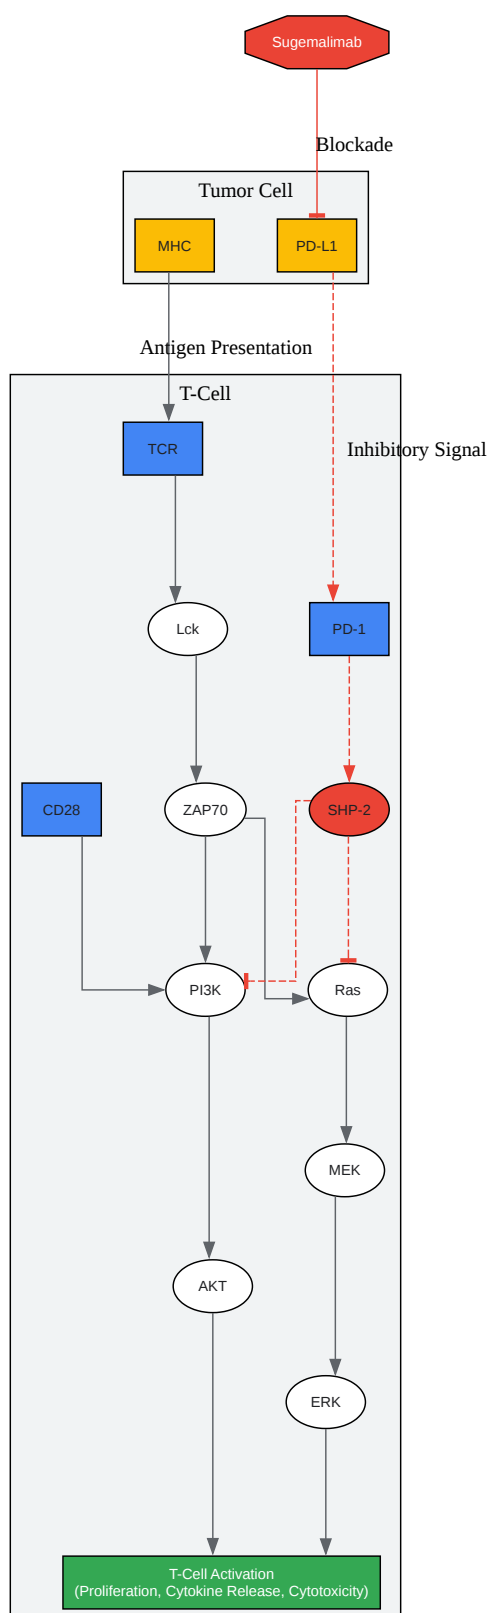 Sugemalimab
Blockade
Tumor Cell
MHC
PD-L1
Antigen Presentation
T-Cell
TCR
Inhibitory Signal
Lck
PD-1
CD28
ZAP70
SHP-2
PI3K
Ras
MEK
AKT
ERK
T-Cell Activation
(Proliferation, Cytokine Release, Cytotoxicity)